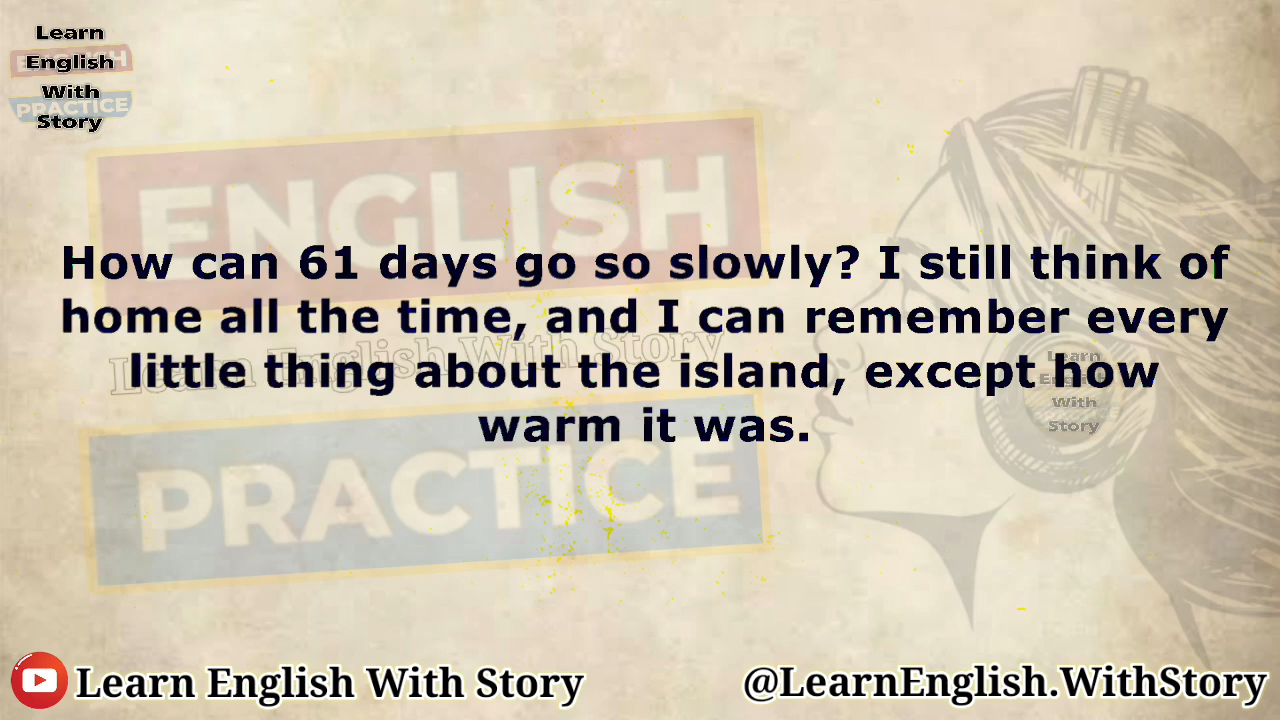 Learn
English
With
Story
ENGLISH
PRACTICE
ENGLISH
How can 61 days go so slowly? I still think of
home all the time, and I can remember every
little thing about the island, except how
warm it was.
Learn English With Story
Learn
English
With
Story
PRACTICE
Learn English With Story
@LearnEnglish.WithStory